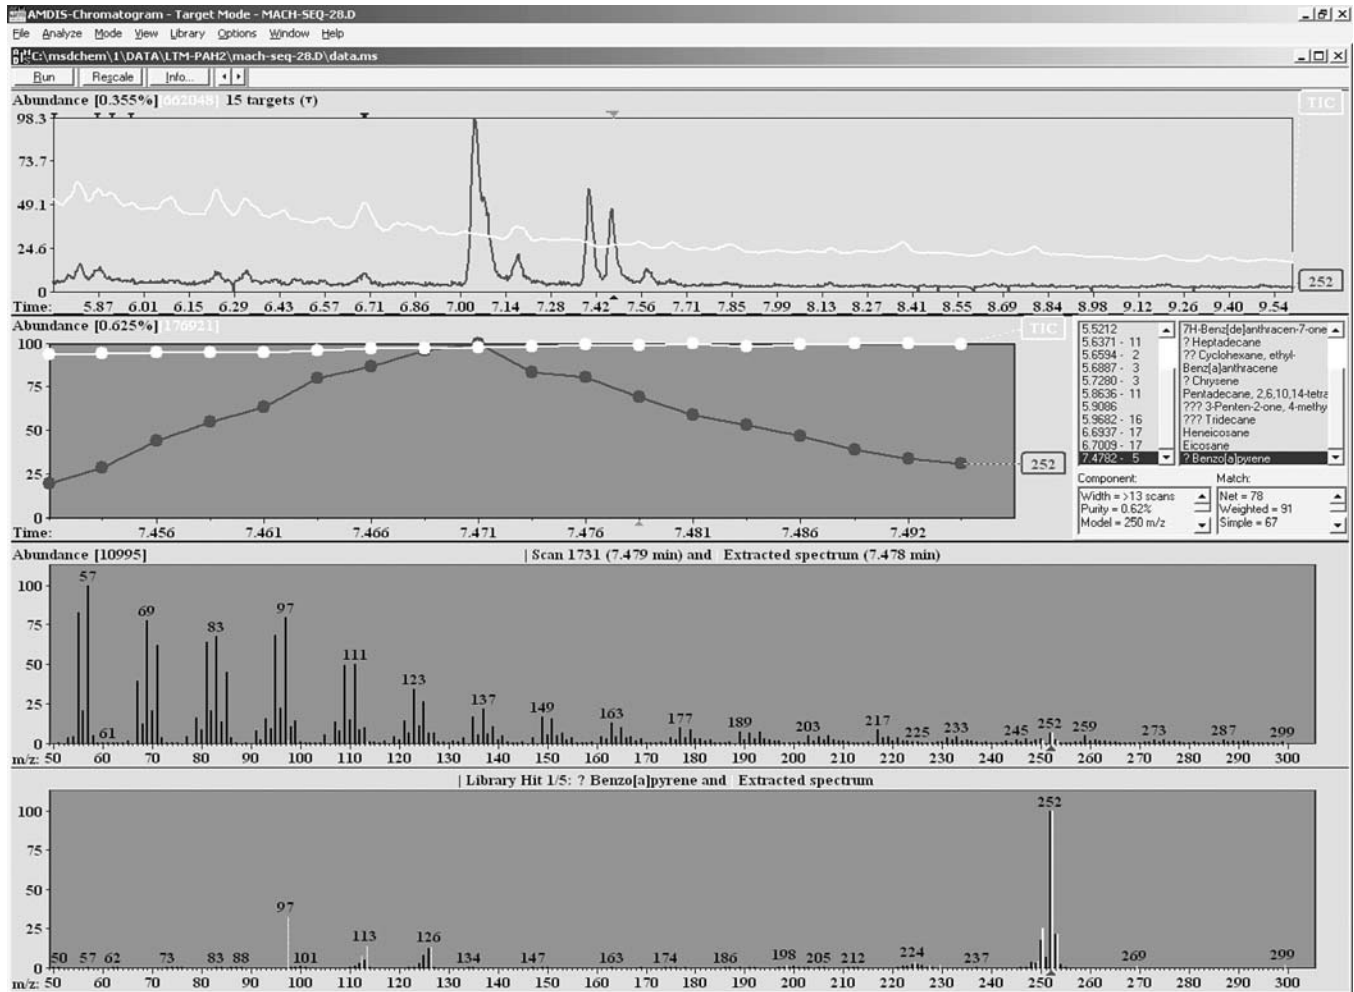 AMDIS-Chromatogram - Target Mode - MACH-SEQ-28.D
File Analyze Mode View Library Options Window Help
C:\msdchem\1\DATA\LTM-PAH2\mach-seq-28.D\data.ms
Run Rescale Info...
Abundance [0.355%] [662048] 15 targets (T)
TIC
98.3
73.7
49.1
24.6
0
252
Time: 5.87 6.01 6.15 6.29 6.43 6.57 6.71 6.86 7.00 7.14 7.28 7.42 7.56 7.71 7.85 7.99 8.13 8.27 8.41 8.55 8.69 8.84 8.98 9.12 9.26 9.40 9.54
Abundance [0.625%] [176921]
TIC
100
75
50
25
0
252
Time: 7.456 7.461 7.466 7.471 7.476 7.481 7.486 7.492
5.5212 7H-Benz[de]anthracen-7-one
5.6371 - 11 ? Heptadecane
5.6594 - 2 ?? Cyclohexane, ethyl-
5.6887 - 3 Benz[a]anthracene
5.7280 - 3 ? Chrysene
5.8636 - 11 Pentadecane, 2,6,10,14-tetra
5.9086 ??? 3-Penten-2-one, 4-methy
5.9682 - 16 ??? Tridecane
6.6937 - 17 Heneicosane
6.7009 - 17 Eicosane
7.4782 - 5 ? Benzo[a]pyrene
Component: Match:
Width = >13 scans Net = 78
Purity = 0.62% Weighted = 91
Model = 250 m/z Simple = 67
Abundance [10995] | Scan 1731 (7.479 min) and | Extracted spectrum (7.478 min)
100
75
50
25
0
57 61 69 83 97 111 123 137 149 163 177 189 203 217 225 233 245 252 259 273 287 299
m/z: 50 60 70 80 90 100 110 120 130 140 150 160 170 180 190 200 210 220 230 240 250 260 270 280 290 300
| Library Hit 1/5: ? Benzo[a]pyrene and | Extracted spectrum
100
75
50
25
0
50 57 62 73 83 88 97 101 113 126 134 147 163 174 186 198 205 212 224 237 252 269 299
m/z: 50 60 70 80 90 100 110 120 130 140 150 160 170 180 190 200 210 220 230 240 250 260 270 280 290 300